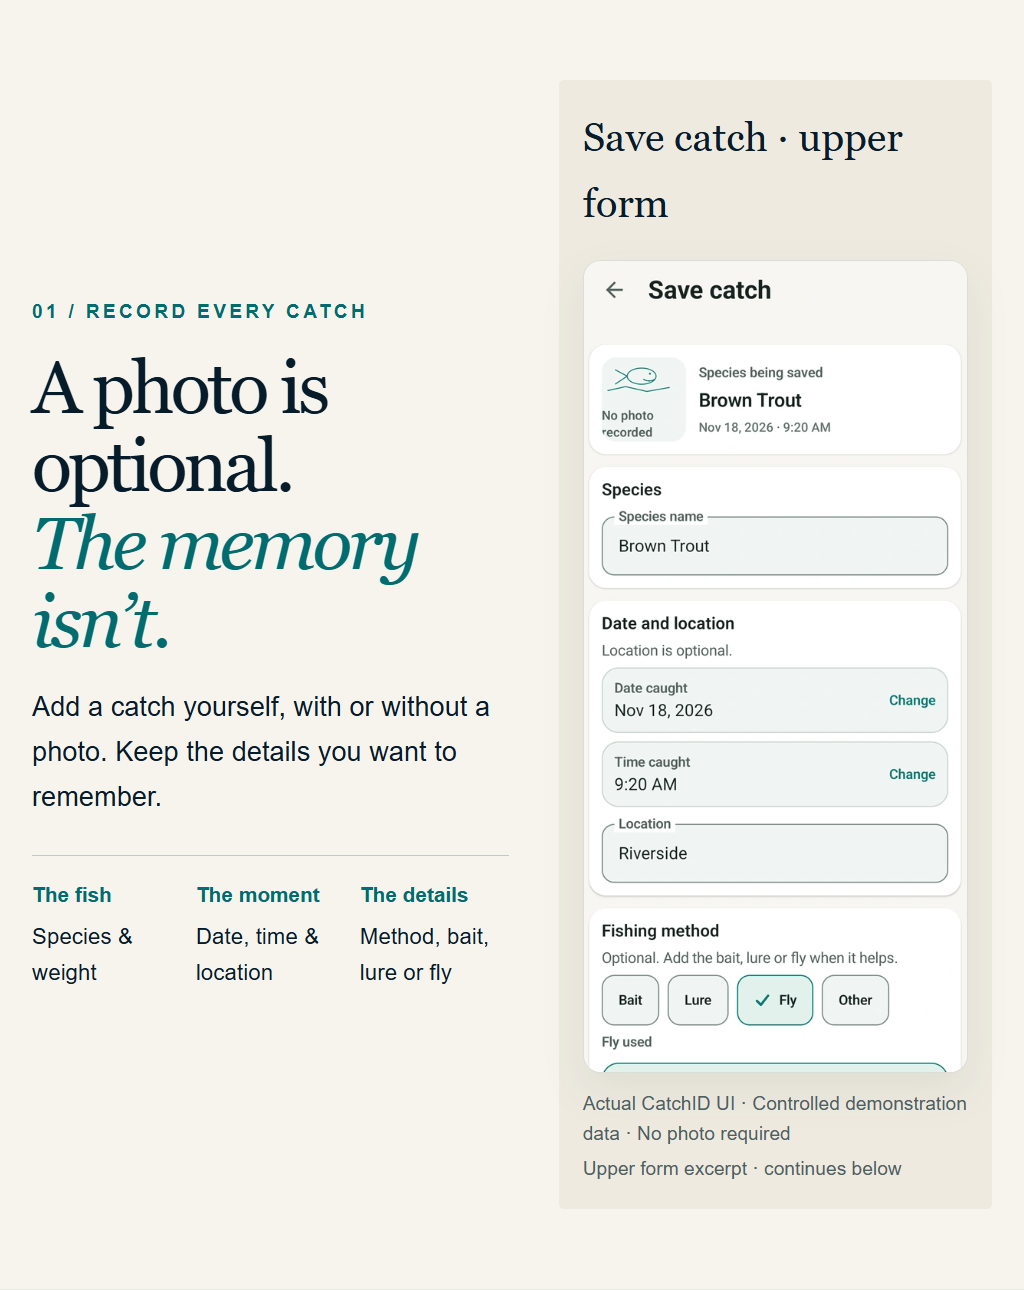 01 / RECORD EVERY CATCH
A photo is
optional.
The memory
isn’t.
Add a catch yourself, with or without a
photo. Keep the details you want to
remember.
The fish
Species &
weight
The moment
Date, time &
location
The details
Method, bait,
lure or fly
Save catch · upper
form
Save catch
No photo
recorded
Species being saved
Brown Trout
Nov 18, 2026 · 9:20 AM
Species
Species name
Brown Trout
Date and location
Location is optional.
Date caught
Nov 18, 2026
Change
Time caught
9:20 AM
Change
Location
Riverside
Fishing method
Optional. Add the bait, lure or fly when it helps.
Bait
Lure
Fly
Other
Fly used
Actual CatchID UI · Controlled demonstration
data · No photo required
Upper form excerpt · continues below